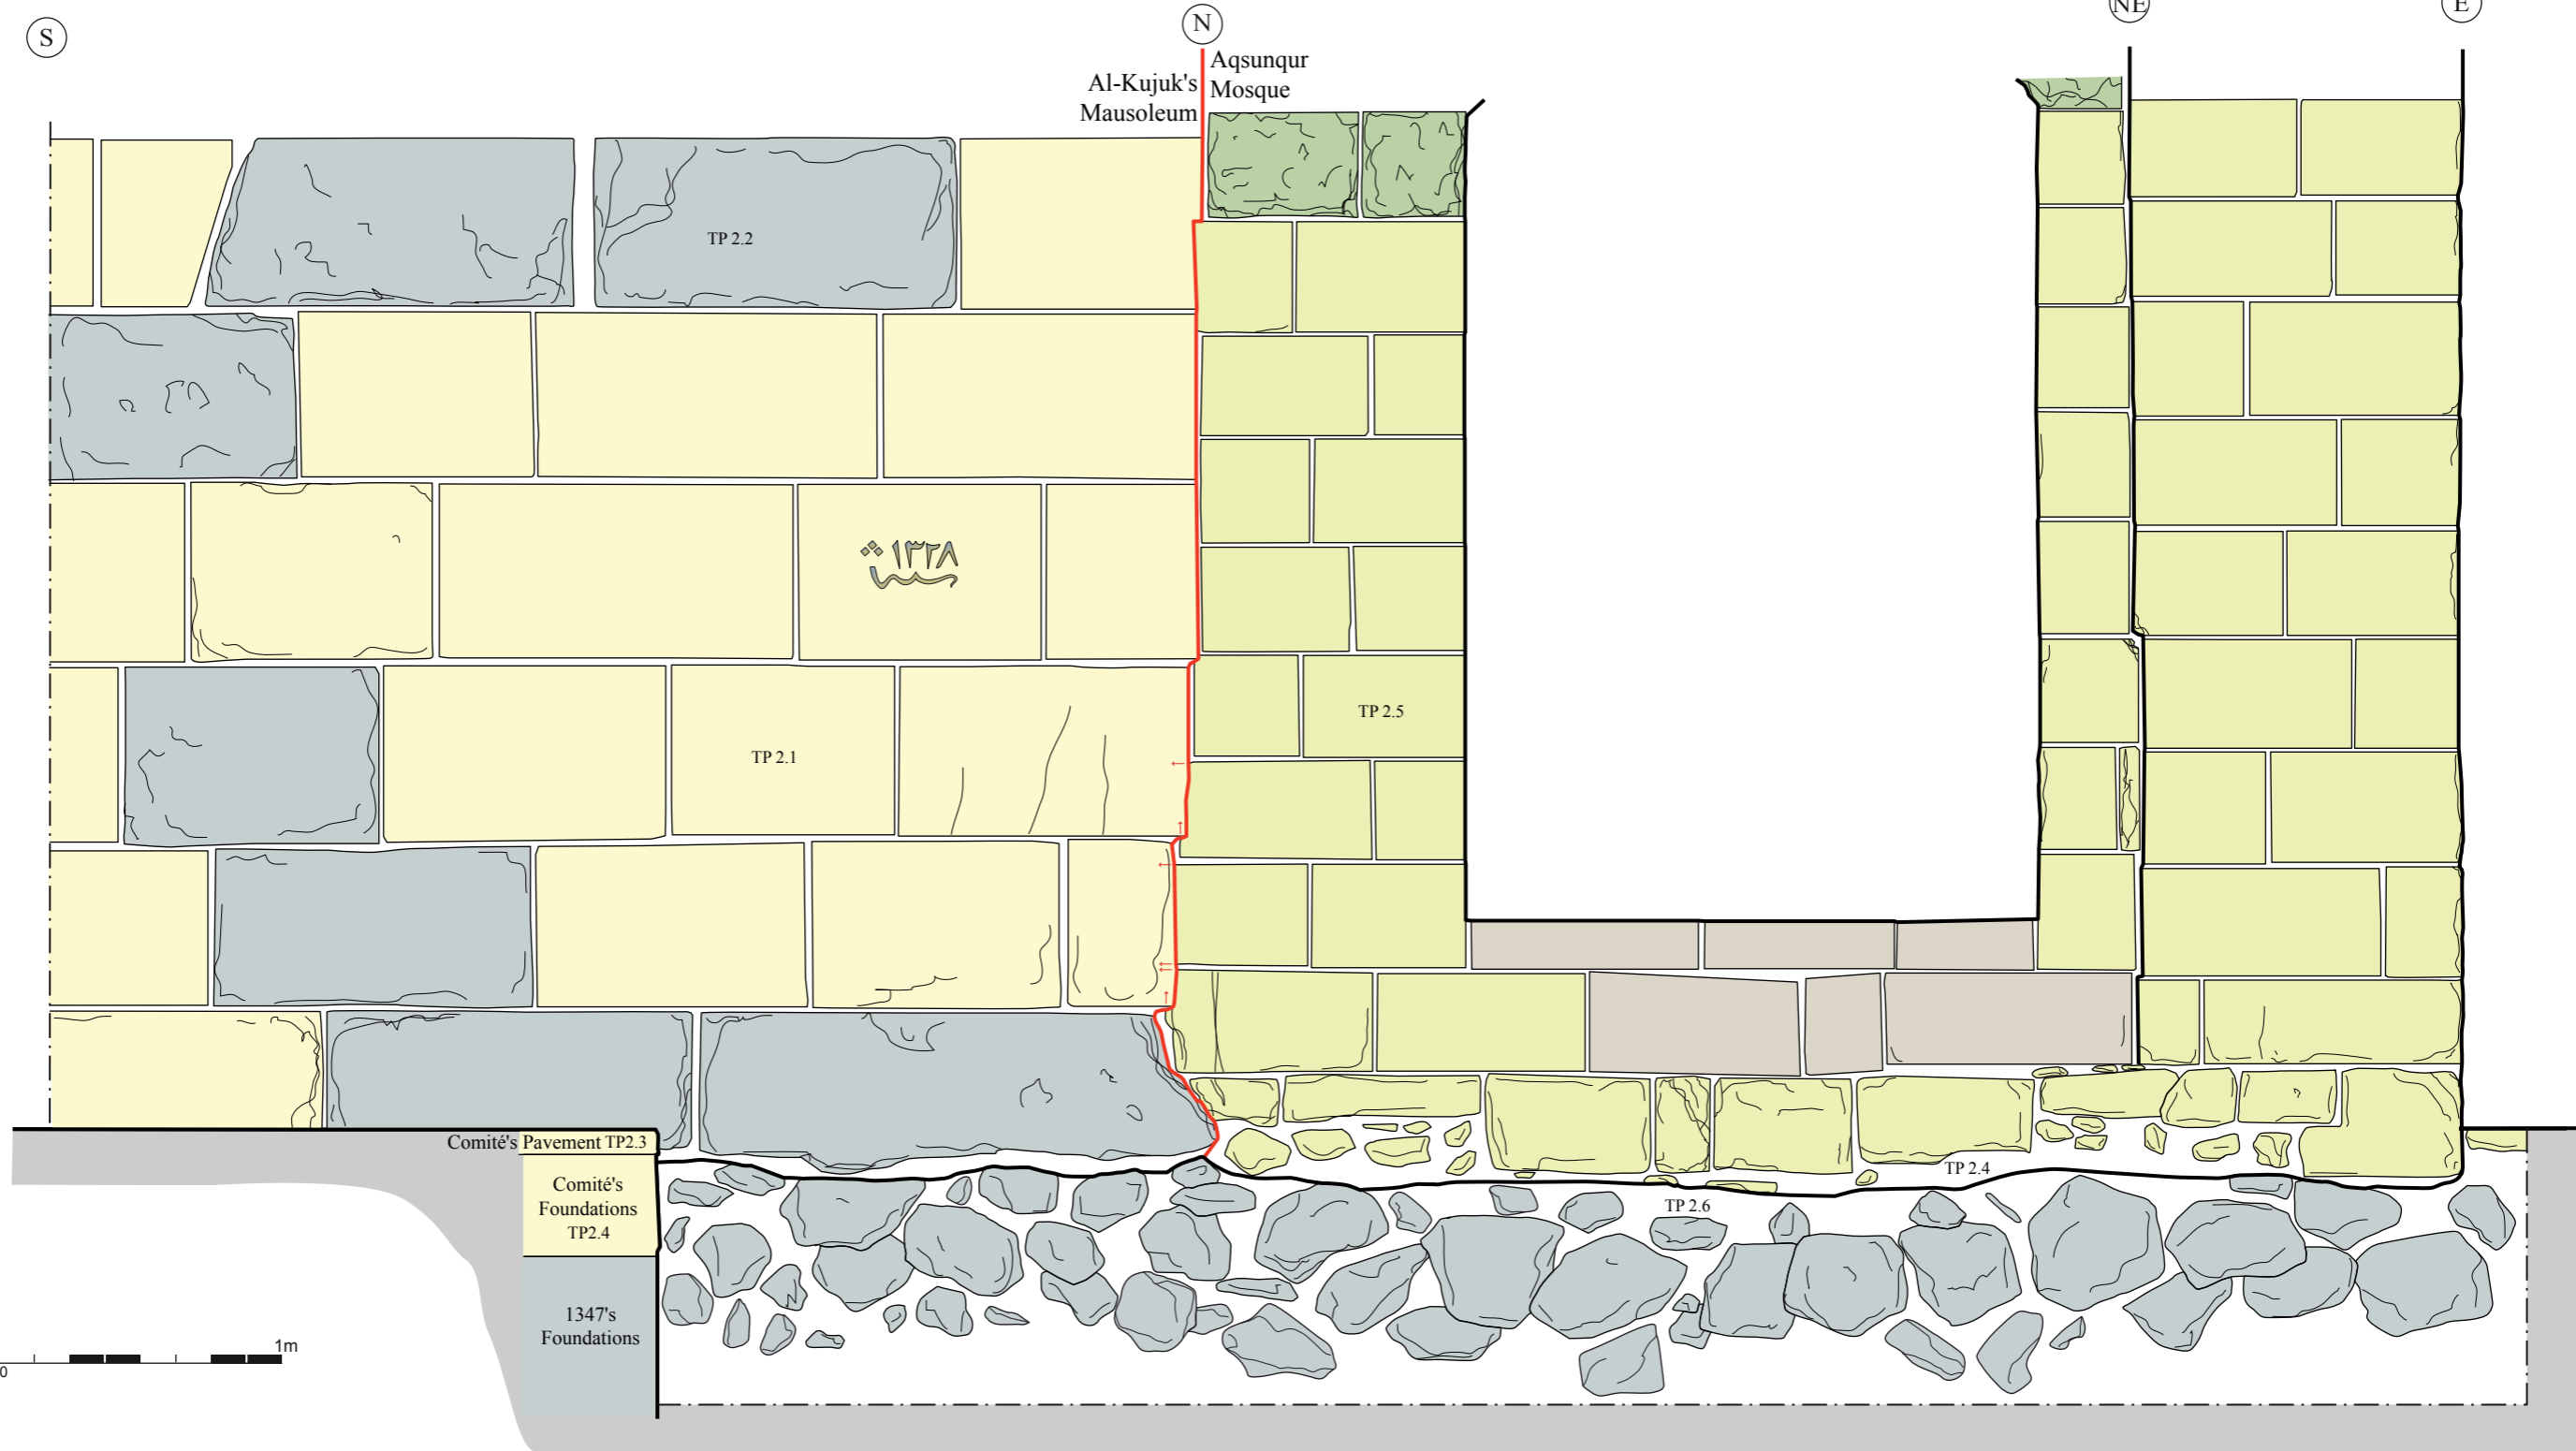 S
N
NE
E
Al-Kujuk's
Mausoleum
Aqsunqur
Mosque
TP 2.2
١٣٢٨
TP 2.5
TP 2.1
Comité's Pavement TP2.3
Comité's
Foundations
TP2.4
TP 2.4
TP 2.6
1347's
Foundations
0
1m